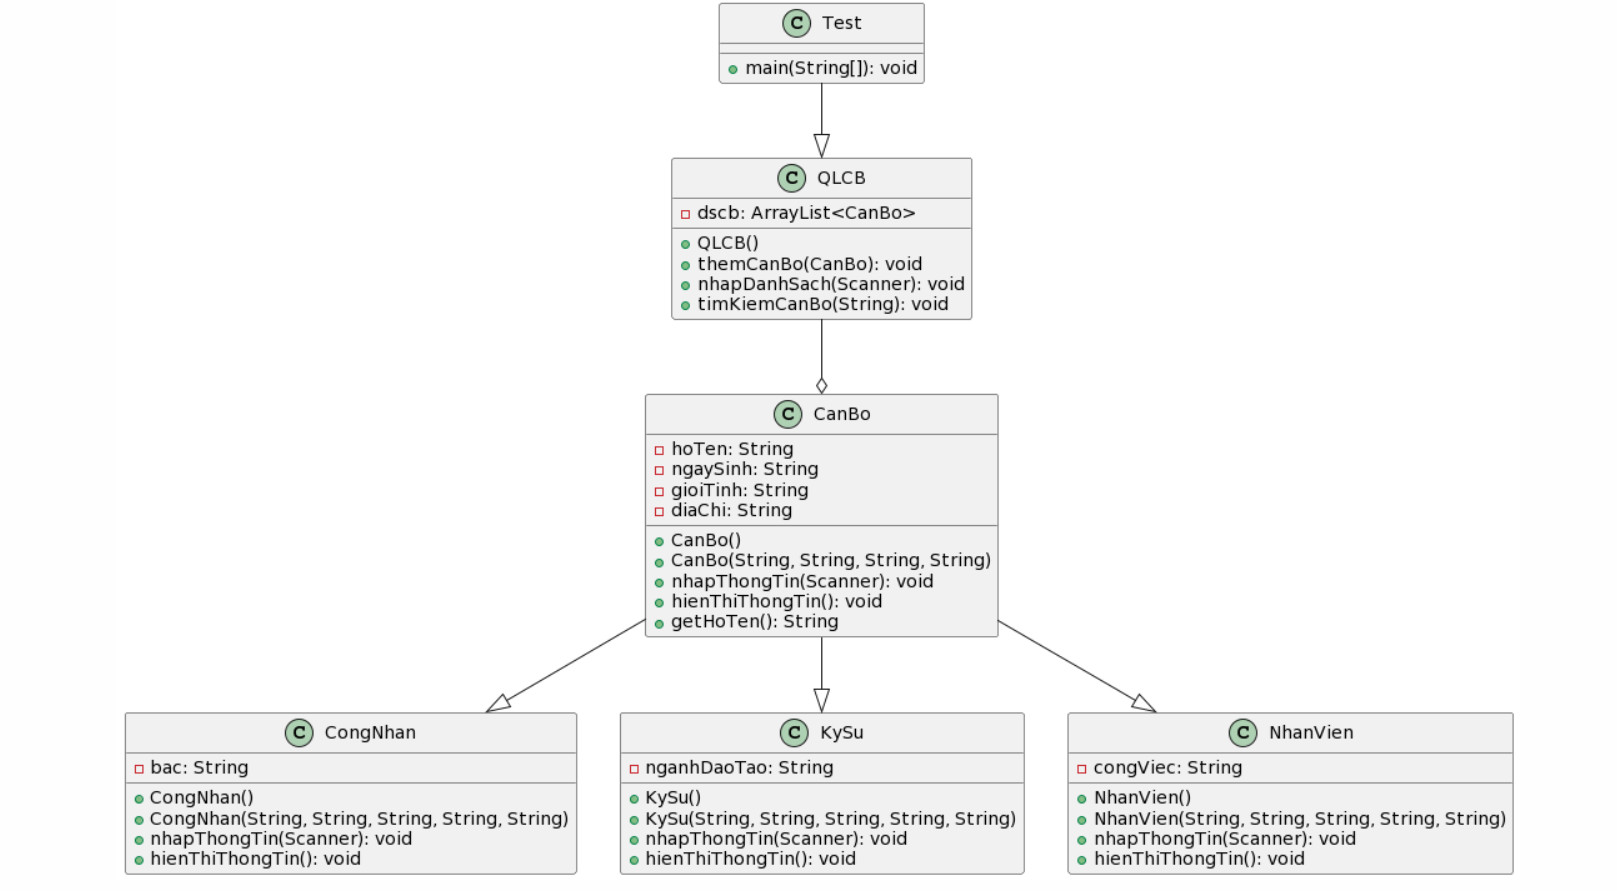 C Test
main(String[]): void
C QLCB
dscb: ArrayList<CanBo>
QLCB()
themCanBo(CanBo): void
nhapDanhSach(Scanner): void
timKiemCanBo(String): void
C CanBo
hoTen: String
ngaySinh: String
gioiTinh: String
diaChi: String
CanBo()
CanBo(String, String, String, String)
nhapThongTin(Scanner): void
hienThiThongTin(): void
getHoTen(): String
C CongNhan
bac: String
CongNhan()
CongNhan(String, String, String, String, String)
nhapThongTin(Scanner): void
hienThiThongTin(): void
C KySu
nganhDaoTao: String
KySu()
KySu(String, String, String, String, String)
nhapThongTin(Scanner): void
hienThiThongTin(): void
C NhanVien
congViec: String
NhanVien()
NhanVien(String, String, String, String, String)
nhapThongTin(Scanner): void
hienThiThongTin(): void